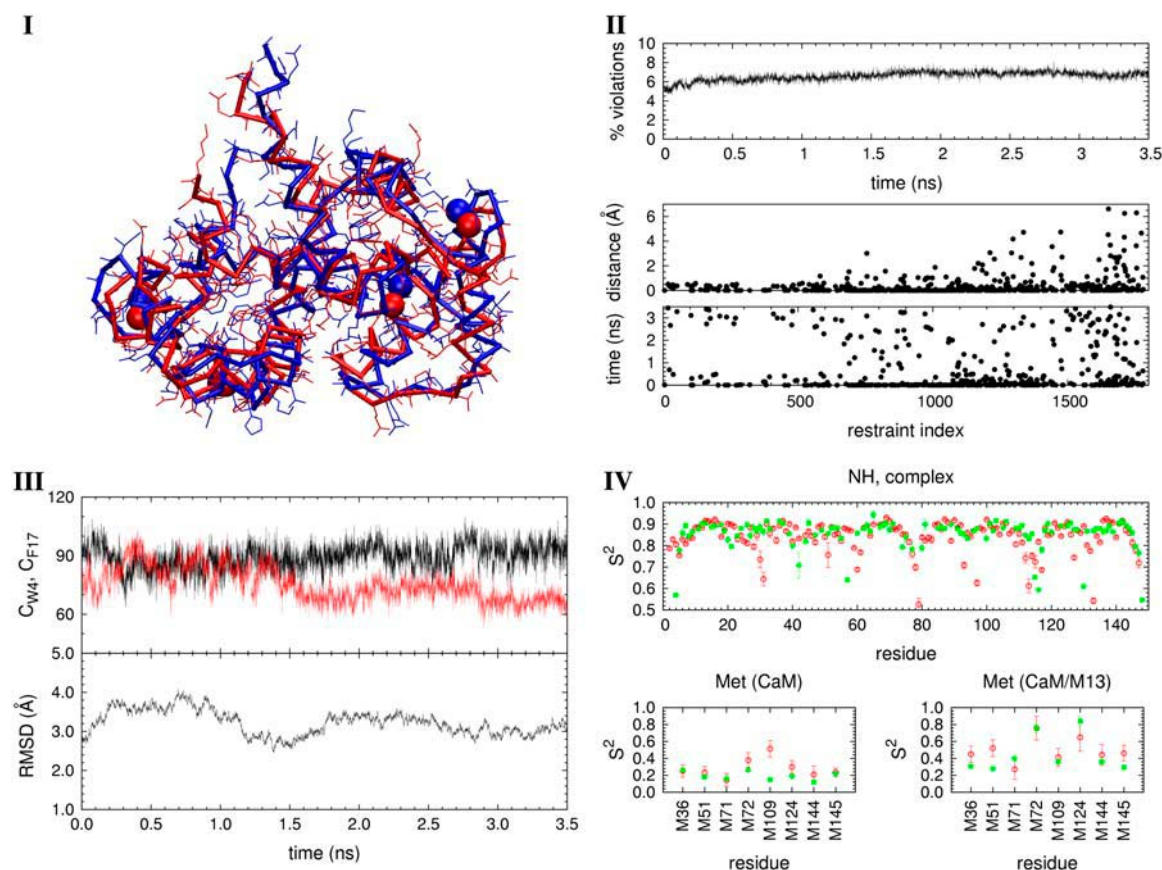 I
II
10
8
6
4
2
0
% violations
0 0.5 1 1.5 2 2.5 3 3.5
time (ns)
6
4
2
0
distance (Å)
3
2
1
0
time (ns)
0 500 1000 1500
restraint index
III
120
90
60
C_W4, C_F17
5.0
4.0
3.0
2.0
1.0
RMSD (Å)
0.0 0.5 1.0 1.5 2.0 2.5 3.0 3.5
time (ns)
IV
NH, complex
1.0
0.9
0.8
0.7
0.6
0.5
S²
0 20 40 60 80 100 120 140
residue
Met (CaM)
1.0
0.8
0.6
0.4
0.2
0.0
S²
M36 M51 M71 M72 M109 M124 M144 M145
residue
Met (CaM/M13)
1.0
0.8
0.6
0.4
0.2
0.0
S²
M36 M51 M71 M72 M109 M124 M144 M145
residue